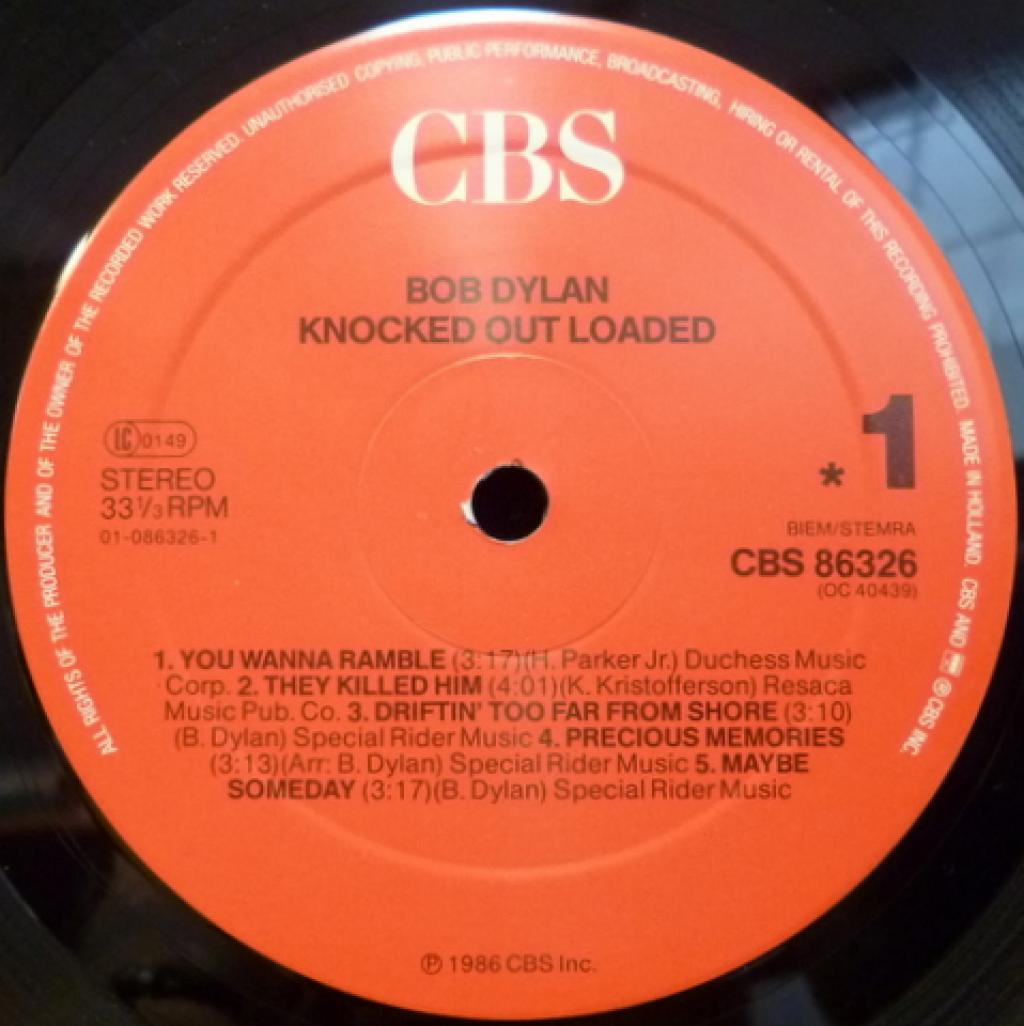 ALL RIGHTS OF THE PRODUCER AND OF THE OWNER OF THE RECORDED WORK RESERVED. UNAUTHORISED COPYING, PUBLIC PERFORMANCE, BROADCASTING, HIRING OR RENTAL OF THIS RECORDING PROHIBITED. MADE IN HOLLAND. CBS AND ℗ CBS INC.
CBS
BOB DYLAN
KNOCKED OUT LOADED
LC 0149
STEREO
33⅓ RPM
01-086326-1
* 1
BIEM/STEMRA
CBS 86326
(OC 40439)
1. YOU WANNA RAMBLE (3:17)(H. Parker Jr.) Duchess Music
Corp. 2. THEY KILLED HIM (4:01)(K. Kristofferson) Resaca
Music Pub. Co. 3. DRIFTIN' TOO FAR FROM SHORE (3:10)
(B. Dylan) Special Rider Music 4. PRECIOUS MEMORIES
(3:13)(Arr: B. Dylan) Special Rider Music 5. MAYBE
SOMEDAY (3:17)(B. Dylan) Special Rider Music
℗ 1986 CBS Inc.